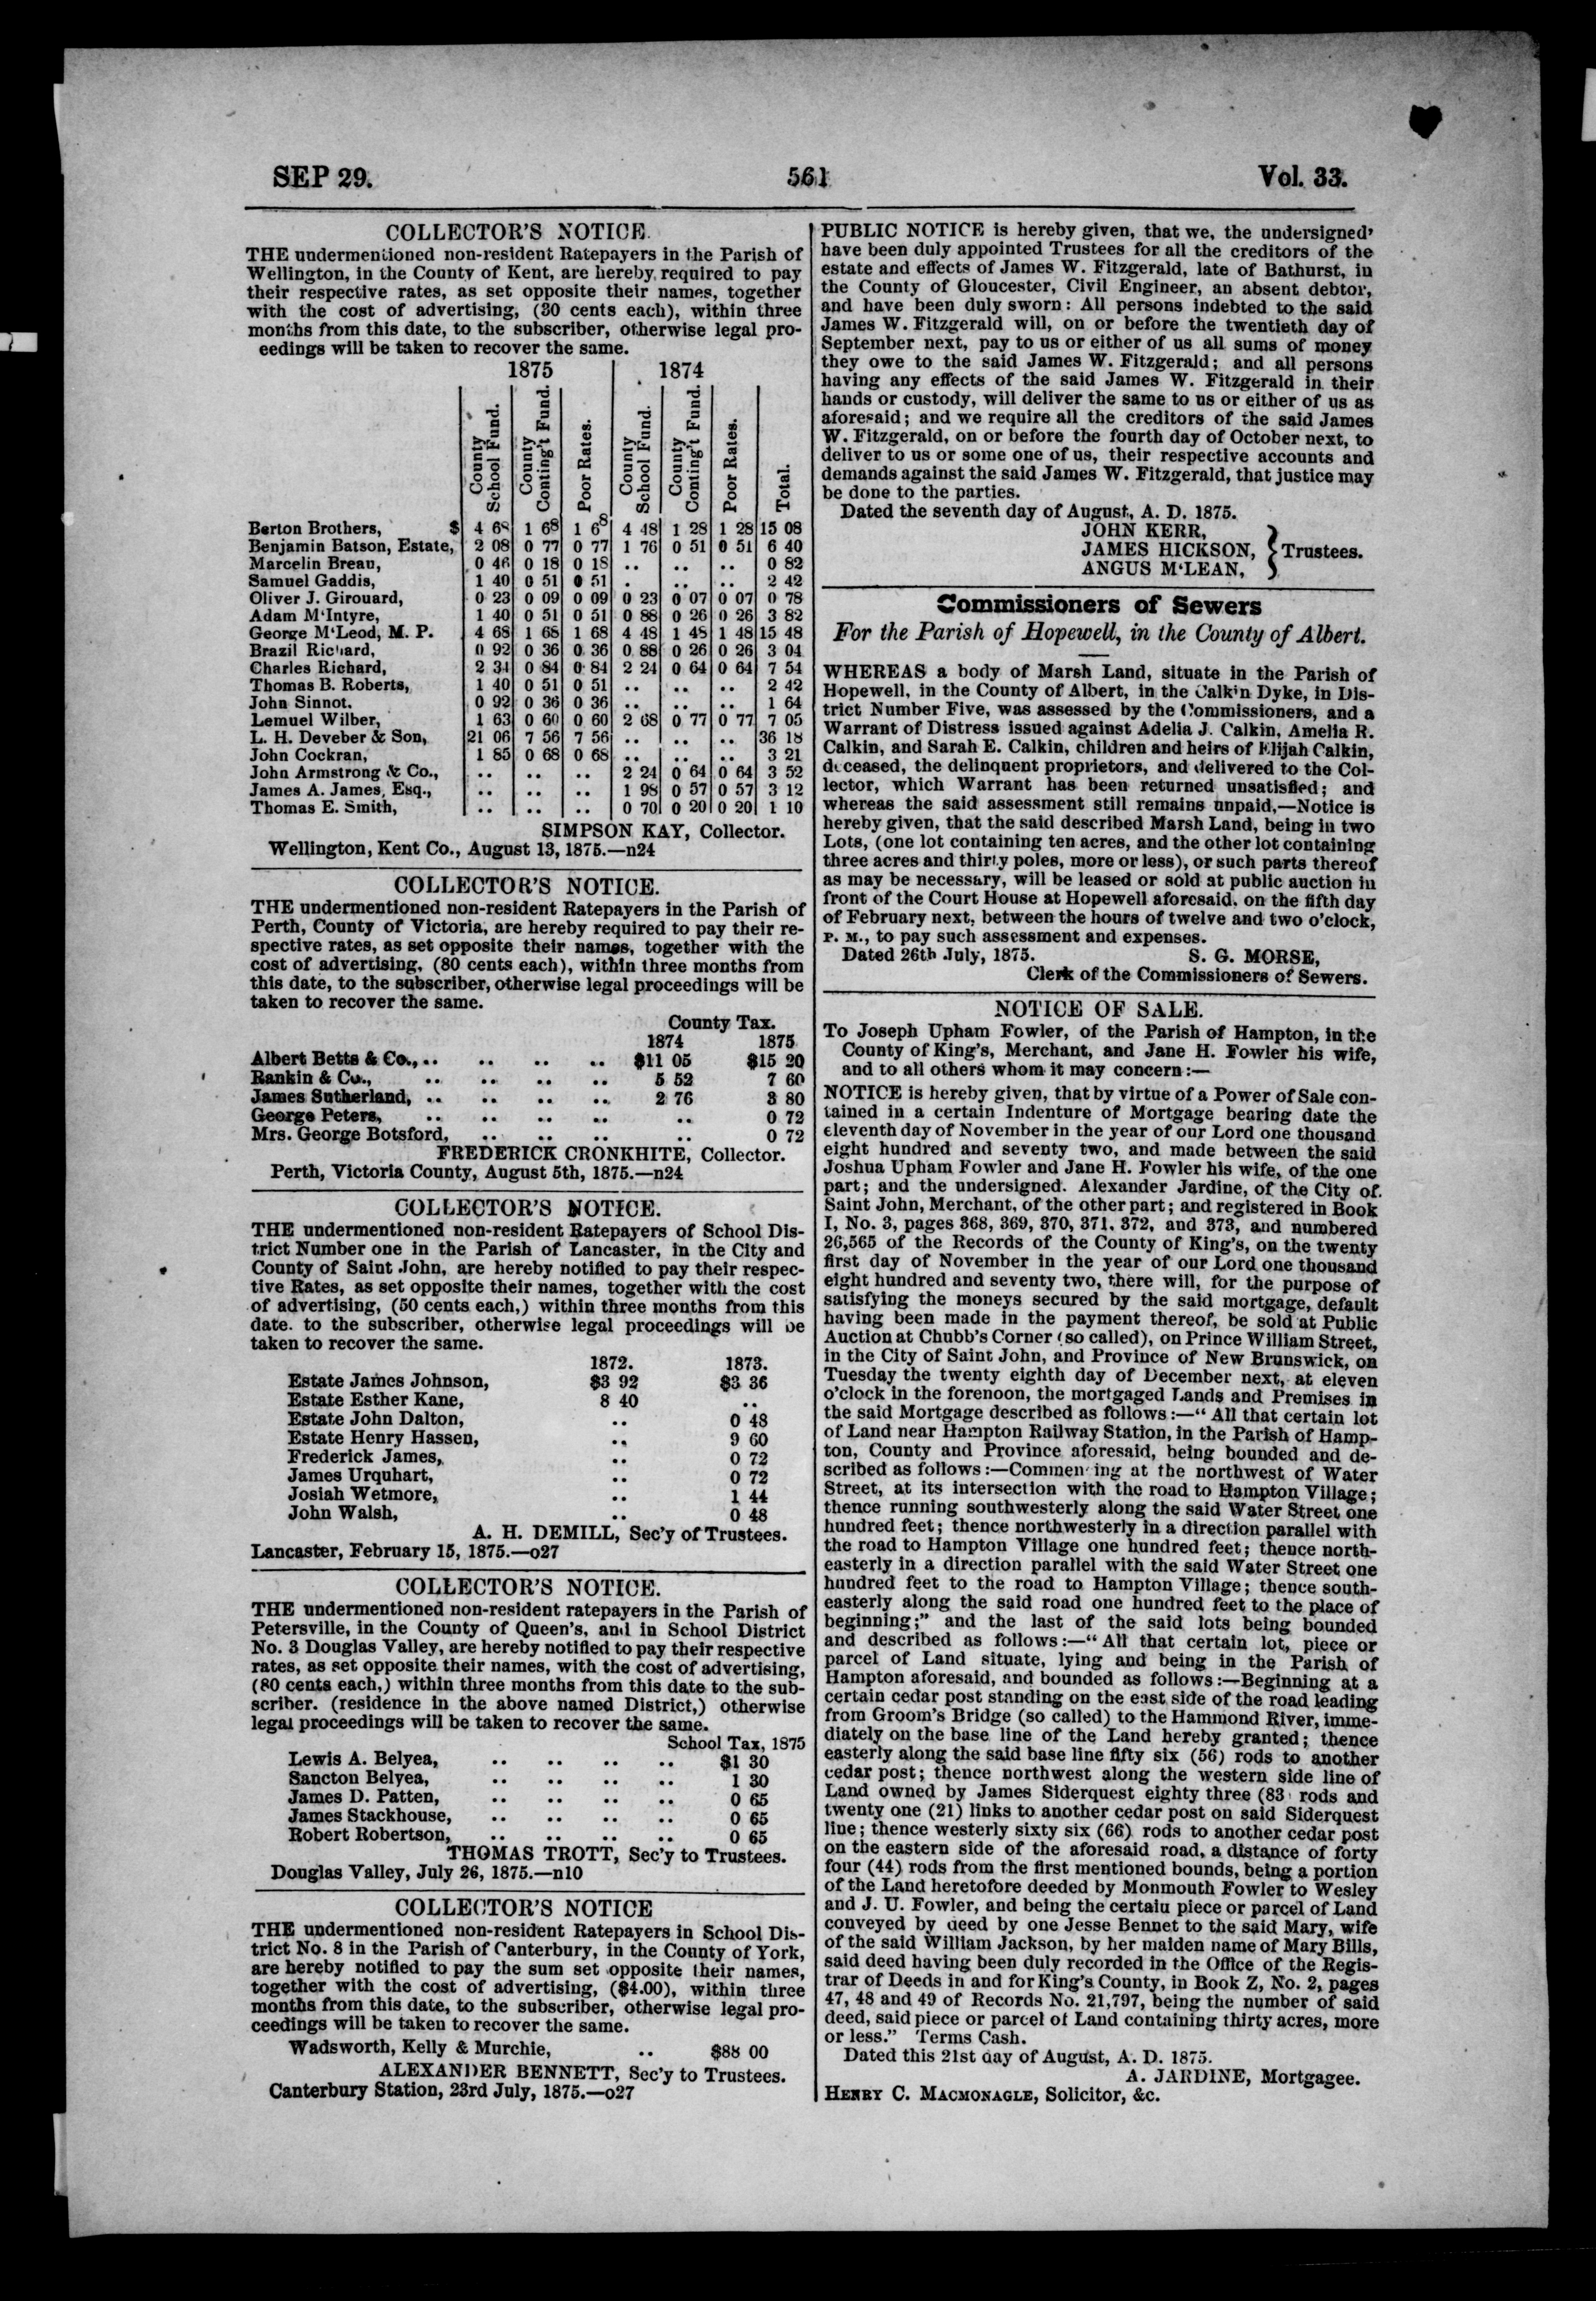 SEP 29.
561
Vol. 33.
COLLECTOR'S NOTICE.
THE undermentioned non-resident Ratepayers in the Parish of
Wellington, in the County of Kent, are hereby required to pay
their respective rates, as set opposite their names, together
with the cost of advertising, (30 cents each), within three
months from this date, to the subscriber, otherwise legal pro-
eedings will be taken to recover the same.
1875 1874
County School Fund. County Conting't Fund. Poor Rates. County School Fund. County Conting't Fund. Poor Rates. Total.
Berton Brothers, $ 4 68 1 68 1 68 4 48 1 28 1 28 15 08
Benjamin Batson, Estate, 2 08 0 77 0 77 1 76 0 51 0 51 6 40
Marcelin Breau, 0 46 0 18 0 18 .. .. .. 0 82
Samuel Gaddis, 1 40 0 51 0 51 . .. .. 2 42
Oliver J. Girouard, 0 23 0 09 0 09 0 23 0 07 0 07 0 78
Adam M'Intyre, 1 40 0 51 0 51 0 88 0 26 0 26 3 82
George M'Leod, M. P. 4 68 1 68 1 68 4 48 1 48 1 48 15 48
Brazil Richard, 0 92 0 36 0 36 0 88 0 26 0 26 3 04
Charles Richard, 2 34 0 84 0 84 2 24 0 64 0 64 7 54
Thomas B. Roberts, 1 40 0 51 0 51 .. .. .. 2 42
John Sinnot. 0 92 0 36 0 36 .. .. .. 1 64
Lemuel Wilber, 1 63 0 60 0 60 2 68 0 77 0 77 7 05
L. H. Deveber & Son, 21 06 7 56 7 56 .. .. .. 36 18
John Cockran, 1 85 0 68 0 68 .. .. .. 3 21
John Armstrong & Co., .. .. .. 2 24 0 64 0 64 3 52
James A. James, Esq., .. .. .. 1 98 0 57 0 57 3 12
Thomas E. Smith, .. .. .. 0 70 0 20 0 20 1 10
SIMPSON KAY, Collector.
Wellington, Kent Co., August 13, 1875.—n24
COLLECTOR'S NOTICE.
THE undermentioned non-resident Ratepayers in the Parish of
Perth, County of Victoria, are hereby required to pay their re-
spective rates, as set opposite their names, together with the
cost of advertising, (80 cents each), within three months from
this date, to the subscriber, otherwise legal proceedings will be
taken to recover the same.
County Tax.
1874 1875
Albert Betts & Co., .. .. .. .. $11 05 $15 20
Rankin & Co., .. .. .. .. 5 52 7 60
James Sutherland, .. .. .. .. 2 76 3 80
George Peters, .. .. .. .. .. 0 72
Mrs. George Botsford, .. .. .. .. 0 72
FREDERICK CRONKHITE, Collector.
Perth, Victoria County, August 5th, 1875.—n24
COLLECTOR'S NOTICE.
THE undermentioned non-resident Ratepayers of School Dis-
trict Number one in the Parish of Lancaster, in the City and
County of Saint John, are hereby notified to pay their respec-
tive Rates, as set opposite their names, together with the cost
of advertising, (50 cents each,) within three months from this
date. to the subscriber, otherwise legal proceedings will be
taken to recover the same.
1872. 1873.
Estate James Johnson, $3 92 $3 36
Estate Esther Kane, 8 40 ..
Estate John Dalton, .. 0 48
Estate Henry Hassen, .. 9 60
Frederick James, .. 0 72
James Urquhart, .. 0 72
Josiah Wetmore, .. 1 44
John Walsh, .. 0 48
A. H. DEMILL, Sec'y of Trustees.
Lancaster, February 15, 1875.—o27
COLLECTOR'S NOTICE.
THE undermentioned non-resident ratepayers in the Parish of
Petersville, in the County of Queen's, and in School District
No. 3 Douglas Valley, are hereby notified to pay their respective
rates, as set opposite their names, with the cost of advertising,
(80 cents each,) within three months from this date to the sub-
scriber. (residence in the above named District,) otherwise
legal proceedings will be taken to recover the same.
School Tax, 1875
Lewis A. Belyea, .. .. .. .. $1 30
Sancton Belyea, .. .. .. .. 1 30
James D. Patten, .. .. .. .. 0 65
James Stackhouse, .. .. .. .. 0 65
Robert Robertson, .. .. .. .. 0 65
THOMAS TROTT, Sec'y to Trustees.
Douglas Valley, July 26, 1875.—n10
COLLECTOR'S NOTICE
THE undermentioned non-resident Ratepayers in School Dis-
trict No. 8 in the Parish of Canterbury, in the County of York,
are hereby notified to pay the sum set opposite their names,
together with the cost of advertising, ($4.00), within three
months from this date, to the subscriber, otherwise legal pro-
ceedings will be taken to recover the same.
Wadsworth, Kelly & Murchie, .. $88 00
ALEXANDER BENNETT, Sec'y to Trustees.
Canterbury Station, 23rd July, 1875.—o27
PUBLIC NOTICE is hereby given, that we, the undersigned'
have been duly appointed Trustees for all the creditors of the
estate and effects of James W. Fitzgerald, late of Bathurst, in
the County of Gloucester, Civil Engineer, an absent debtor,
and have been duly sworn: All persons indebted to the said
James W. Fitzgerald will, on or before the twentieth day of
September next, pay to us or either of us all sums of money
they owe to the said James W. Fitzgerald; and all persons
having any effects of the said James W. Fitzgerald in their
hands or custody, will deliver the same to us or either of us as
aforesaid; and we require all the creditors of the said James
W. Fitzgerald, on or before the fourth day of October next, to
deliver to us or some one of us, their respective accounts and
demands against the said James W. Fitzgerald, that justice may
be done to the parties.
Dated the seventh day of August, A. D. 1875.
JOHN KERR,
JAMES HICKSON, } Trustees.
ANGUS M'LEAN,
Commissioners of Sewers
For the Parish of Hopewell, in the County of Albert.
WHEREAS a body of Marsh Land, situate in the Parish of
Hopewell, in the County of Albert, in the Calkin Dyke, in Dis-
trict Number Five, was assessed by the Commissioners, and a
Warrant of Distress issued against Adelia J. Calkin, Amelia R.
Calkin, and Sarah E. Calkin, children and heirs of Elijah Calkin,
deceased, the delinquent proprietors, and delivered to the Col-
lector, which Warrant has been returned unsatisfied; and
whereas the said assessment still remains unpaid,—Notice is
hereby given, that the said described Marsh Land, being in two
Lots, (one lot containing ten acres, and the other lot containing
three acres and thirty poles, more or less), or such parts thereof
as may be necessary, will be leased or sold at public auction in
front of the Court House at Hopewell aforesaid, on the fifth day
of February next, between the hours of twelve and two o'clock,
P. M., to pay such assessment and expenses.
Dated 26th July, 1875. S. G. MORSE,
Clerk of the Commissioners of Sewers.
NOTICE OF SALE.
To Joseph Upham Fowler, of the Parish of Hampton, in the
County of King's, Merchant, and Jane H. Fowler his wife,
and to all others whom it may concern:—
NOTICE is hereby given, that by virtue of a Power of Sale con-
tained in a certain Indenture of Mortgage bearing date the
eleventh day of November in the year of our Lord one thousand
eight hundred and seventy two, and made between the said
Joshua Upham Fowler and Jane H. Fowler his wife, of the one
part; and the undersigned. Alexander Jardine, of the City of
Saint John, Merchant, of the other part; and registered in Book
I, No. 3, pages 368, 369, 370, 371, 372, and 373, and numbered
26,565 of the Records of the County of King's, on the twenty
first day of November in the year of our Lord one thousand
eight hundred and seventy two, there will, for the purpose of
satisfying the moneys secured by the said mortgage, default
having been made in the payment thereof, be sold at Public
Auction at Chubb's Corner (so called), on Prince William Street,
in the City of Saint John, and Province of New Brunswick, on
Tuesday the twenty eighth day of December next, at eleven
o'clock in the forenoon, the mortgaged Lands and Premises in
the said Mortgage described as follows:—"All that certain lot
of Land near Hampton Railway Station, in the Parish of Hamp-
ton, County and Province aforesaid, being bounded and de-
scribed as follows:—Commencing at the northwest of Water
Street, at its intersection with the road to Hampton Village;
thence running southwesterly along the said Water Street one
hundred feet; thence northwesterly in a direction parallel with
the road to Hampton Village one hundred feet; thence north-
easterly in a direction parallel with the said Water Street one
hundred feet to the road to Hampton Village; thence south-
easterly along the said road one hundred feet to the place of
beginning;" and the last of the said lots being bounded
and described as follows:—"All that certain lot, piece or
parcel of Land situate, lying and being in the Parish of
Hampton aforesaid, and bounded as follows:—Beginning at a
certain cedar post standing on the east side of the road leading
from Groom's Bridge (so called) to the Hammond River, imme-
diately on the base line of the Land hereby granted; thence
easterly along the said base line fifty six (56) rods to another
cedar post; thence northwest along the western side line of
Land owned by James Siderquest eighty three (83) rods and
twenty one (21) links to another cedar post on said Siderquest
line; thence westerly sixty six (66) rods to another cedar post
on the eastern side of the aforesaid road, a distance of forty
four (44) rods from the first mentioned bounds, being a portion
of the Land heretofore deeded by Monmouth Fowler to Wesley
and J. U. Fowler, and being the certain piece or parcel of Land
conveyed by deed by one Jesse Bennet to the said Mary, wife
of the said William Jackson, by her maiden name of Mary Bills,
said deed having been duly recorded in the Office of the Regis-
trar of Deeds in and for King's County, in Book Z, No. 2, pages
47, 48 and 49 of Records No. 21,797, being the number of said
deed, said piece or parcel of Land containing thirty acres, more
or less." Terms Cash.
Dated this 21st day of August, A. D. 1875.
A. JARDINE, Mortgagee.
HENRY C. MACMONAGLE, Solicitor, &c.